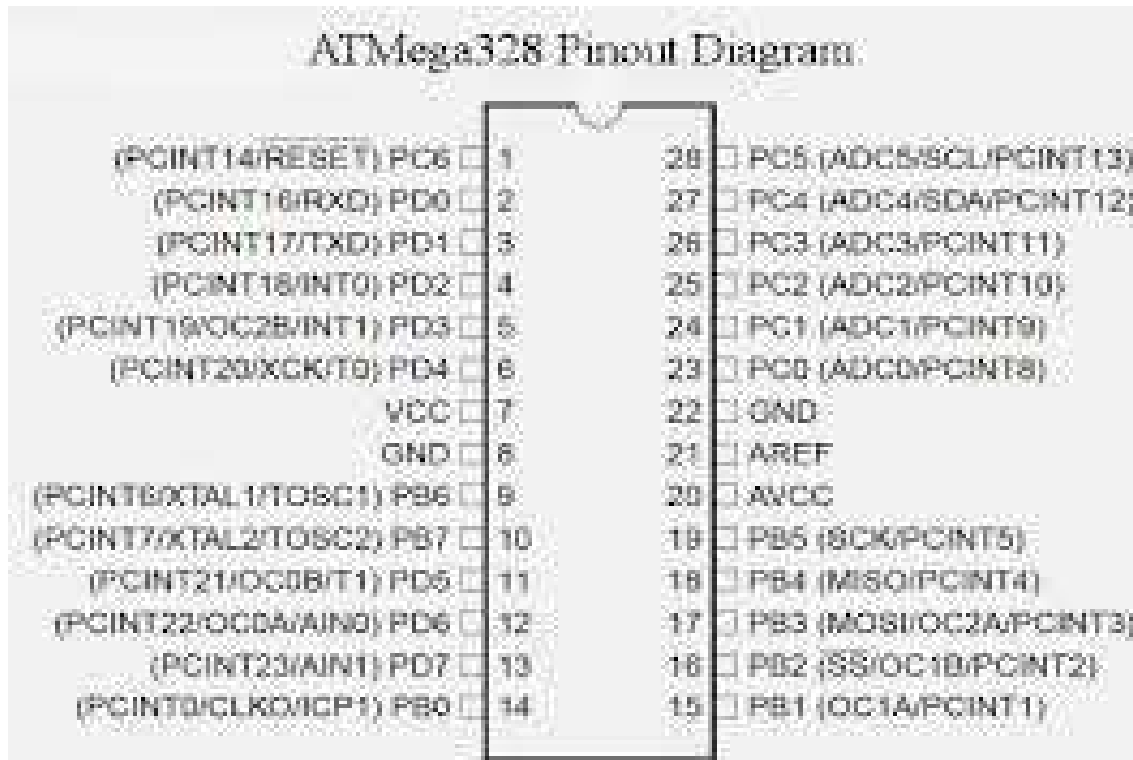 ATMega328 Pinout Diagram
(PCINT14/RESET) PC6 1 28 PC5 (ADC5/SCL/PCINT13)
(PCINT16/RXD) PD0 2 27 PC4 (ADC4/SDA/PCINT12)
(PCINT17/TXD) PD1 3 26 PC3 (ADC3/PCINT11)
(PCINT18/INT0) PD2 4 25 PC2 (ADC2/PCINT10)
(PCINT19/OC2B/INT1) PD3 5 24 PC1 (ADC1/PCINT9)
(PCINT20/XCK/T0) PD4 6 23 PC0 (ADC0/PCINT8)
VCC 7 22 GND
GND 8 21 AREF
(PCINT6/XTAL1/TOSC1) PB6 9 20 AVCC
(PCINT7/XTAL2/TOSC2) PB7 10 19 PB5 (SCK/PCINT5)
(PCINT21/OC0B/T1) PD5 11 18 PB4 (MISO/PCINT4)
(PCINT22/OC0A/AIN0) PD6 12 17 PB3 (MOSI/OC2A/PCINT3)
(PCINT23/AIN1) PD7 13 16 PB2 (SS/OC1B/PCINT2)
(PCINT0/CLKO/ICP1) PB0 14 15 PB1 (OC1A/PCINT1)